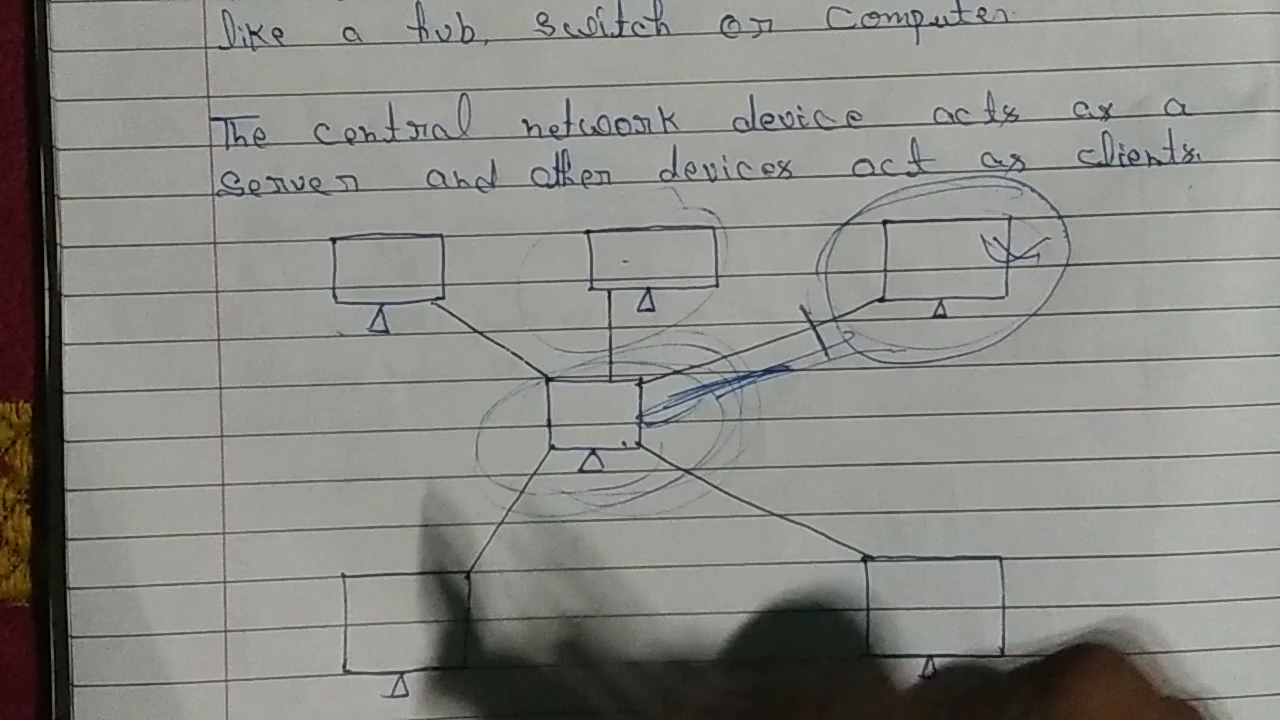 like a hub, switch or computer.
The central network device acts as a
server and other devices act as clients.